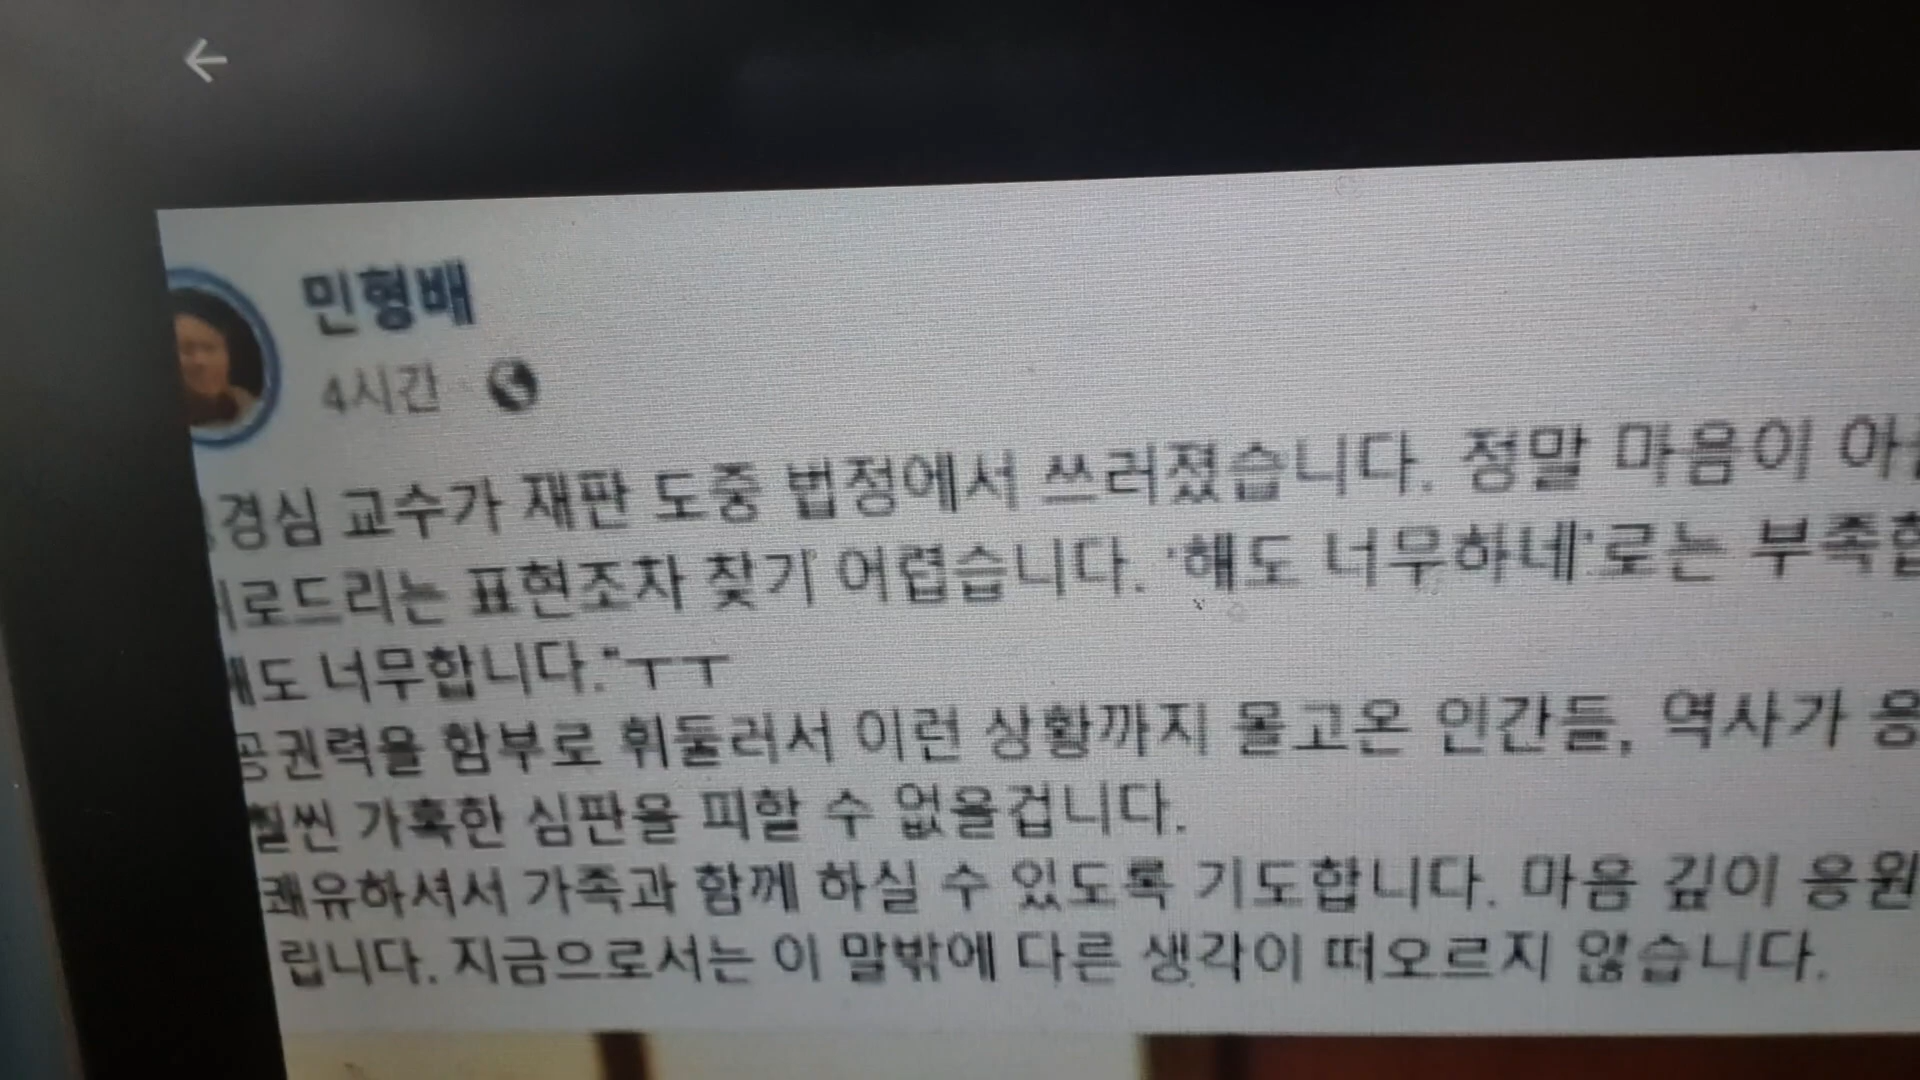 민형배
4시간
경심 교수가 재판 도중 법정에서 쓰러졌습니다. 정말 마음이
로드리는 표현조차 찾기 어렵습니다. '해도 너무하네'로는
너무합니다."ㅜㅜ
공권력을 함부로 휘둘러서 이런 상황까지 몰고온 인간들, 역사가
훨씬 가혹한 심판을 피할 수 없을겁니다.
쾌유하셔서 가족과 함께 하실 수 있도록 기도합니다. 마음 깊이 응원
립니다. 지금으로서는 이 말밖에 다른 생각이 떠오르지 않습니다.